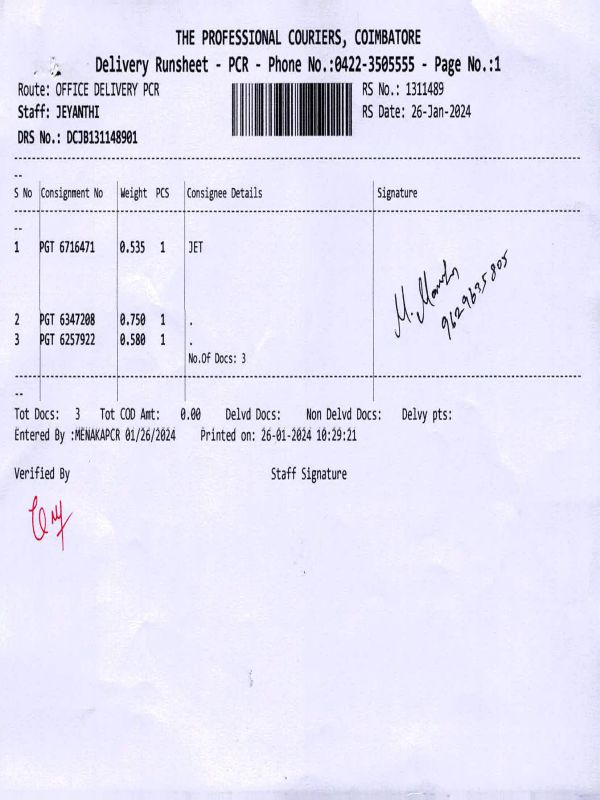 THE PROFESSIONAL COURIERS, COIMBATORE
Delivery Runsheet - PCR - Phone No.:0422-3505555 - Page No.:1
Route: OFFICE DELIVERY PCR RS No.: 1311489
Staff: JEYANTHI RS Date: 26-Jan-2024
DRS No.: DCJB131148901
--
S No Consignment No Weight PCS Consignee Details Signature
--
1 PGT 6716471 0.535 1 JET
M.
9629635805
2 PGT 6347208 0.750 1 .
3 PGT 6257922 0.580 1 .
No.Of Docs: 3
--
Tot Docs: 3 Tot COD Amt: 0.00 Delvd Docs: Non Delvd Docs: Delvy pts:
Entered By :MENAKAPCR 01/26/2024 Printed on: 26-01-2024 10:29:21
Verified By Staff Signature